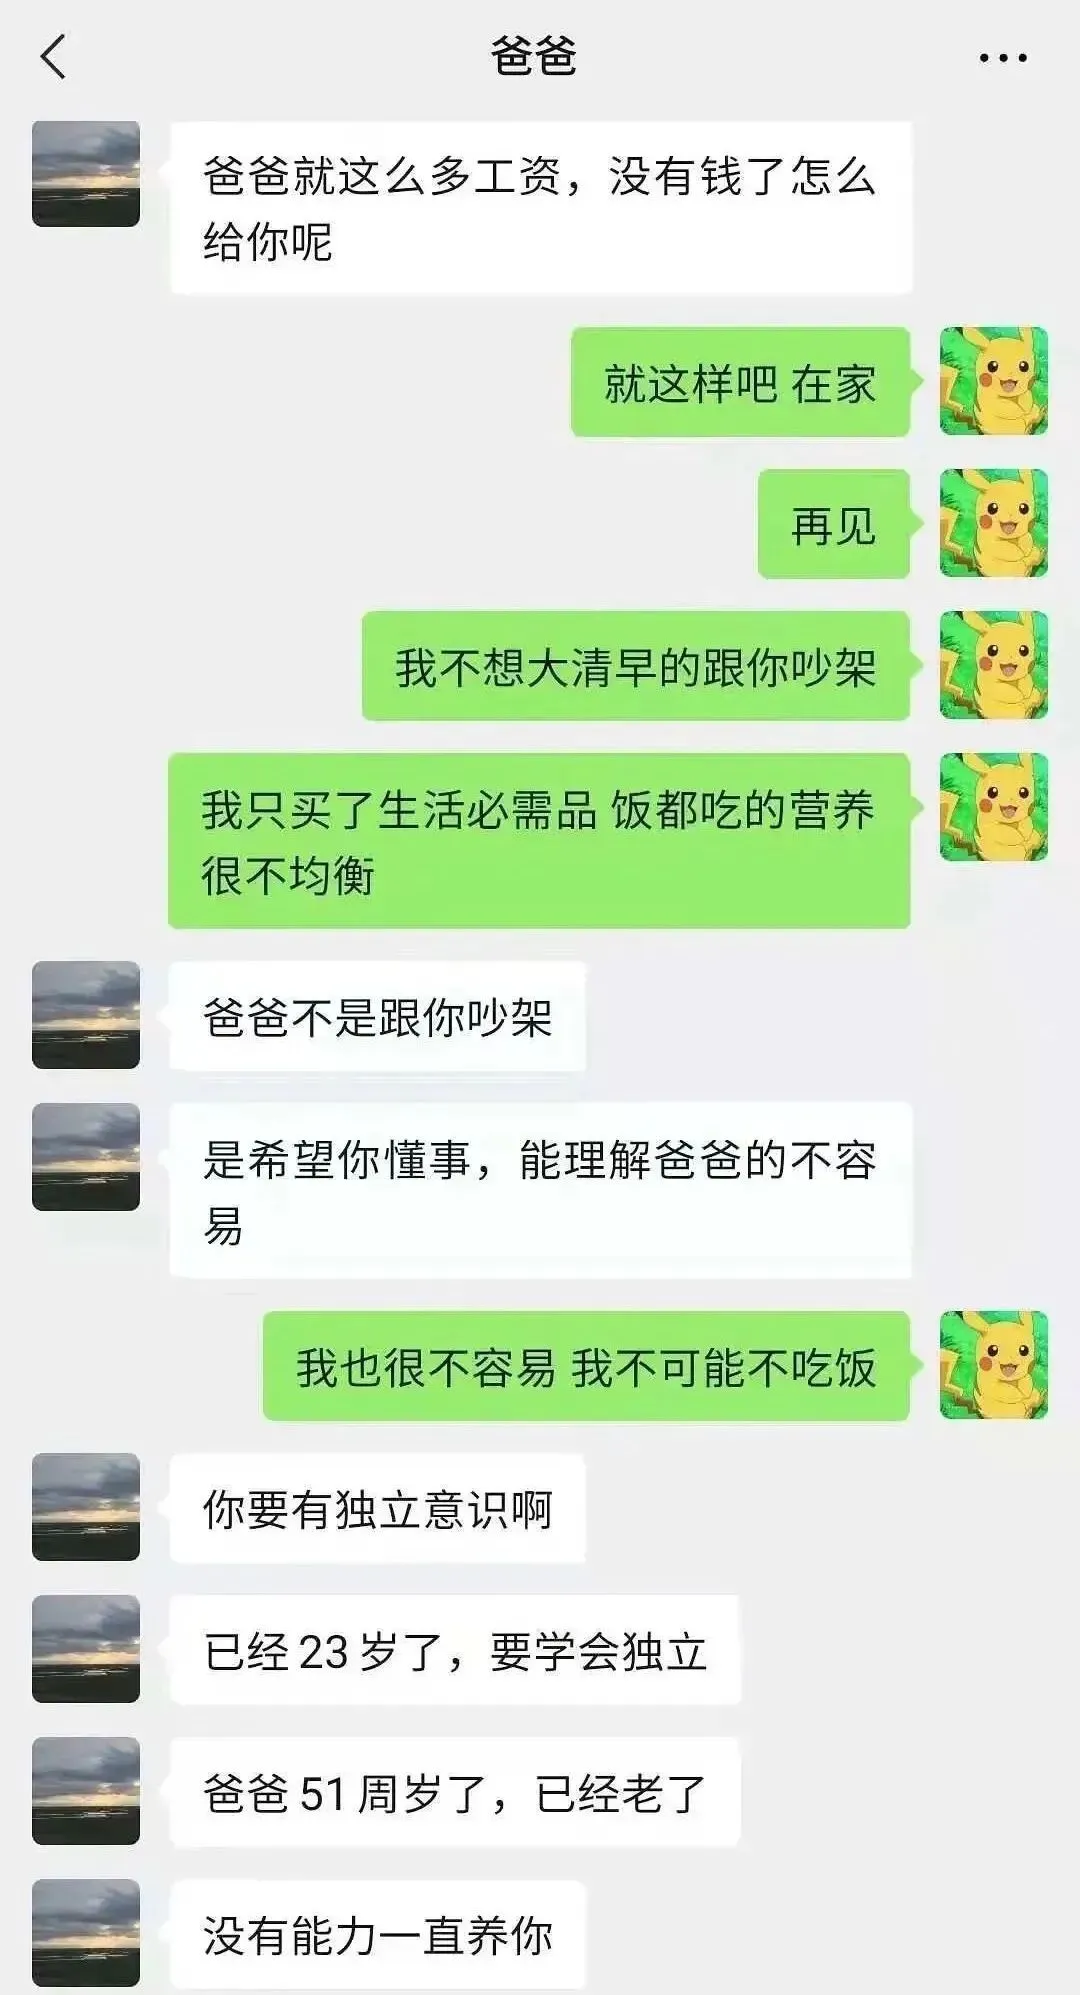 爸爸
爸爸就这么多工资，没有钱了怎么
给你呢
就这样吧 在家
再见
我不想大清早的跟你吵架
我只买了生活必需品 饭都吃的营养
很不均衡
爸爸不是跟你吵架
是希望你懂事，能理解爸爸的不容
易
我也很不容易 我不可能不吃饭
你要有独立意识啊
已经 23 岁了，要学会独立
爸爸 51 周岁了，已经老了
没有能力一直养你